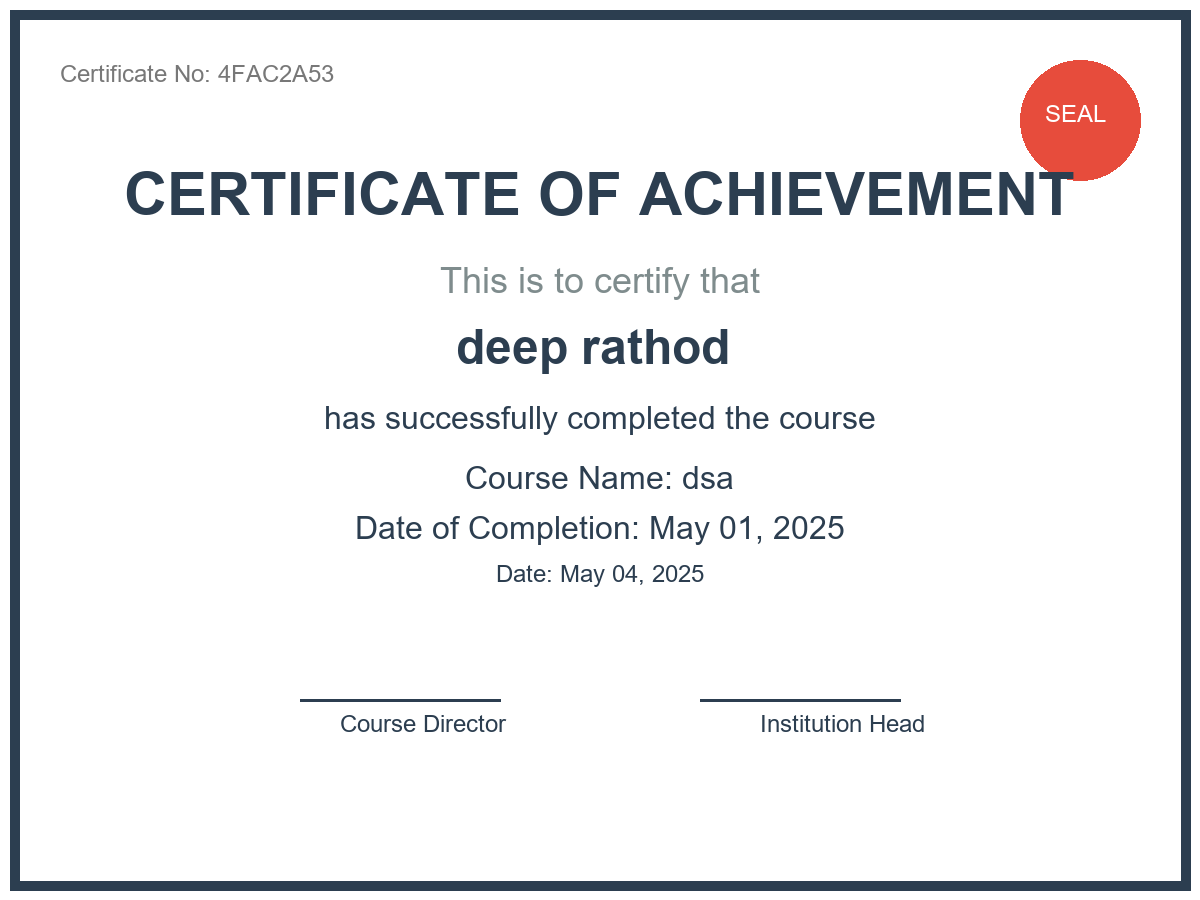 Certificate No: 4FAC2A53
SEAL
CERTIFICATE OF ACHIEVEMENT
This is to certify that
deep rathod
has successfully completed the course
Course Name: dsa
Date of Completion: May 01, 2025
Date: May 04, 2025
Course Director
Institution Head